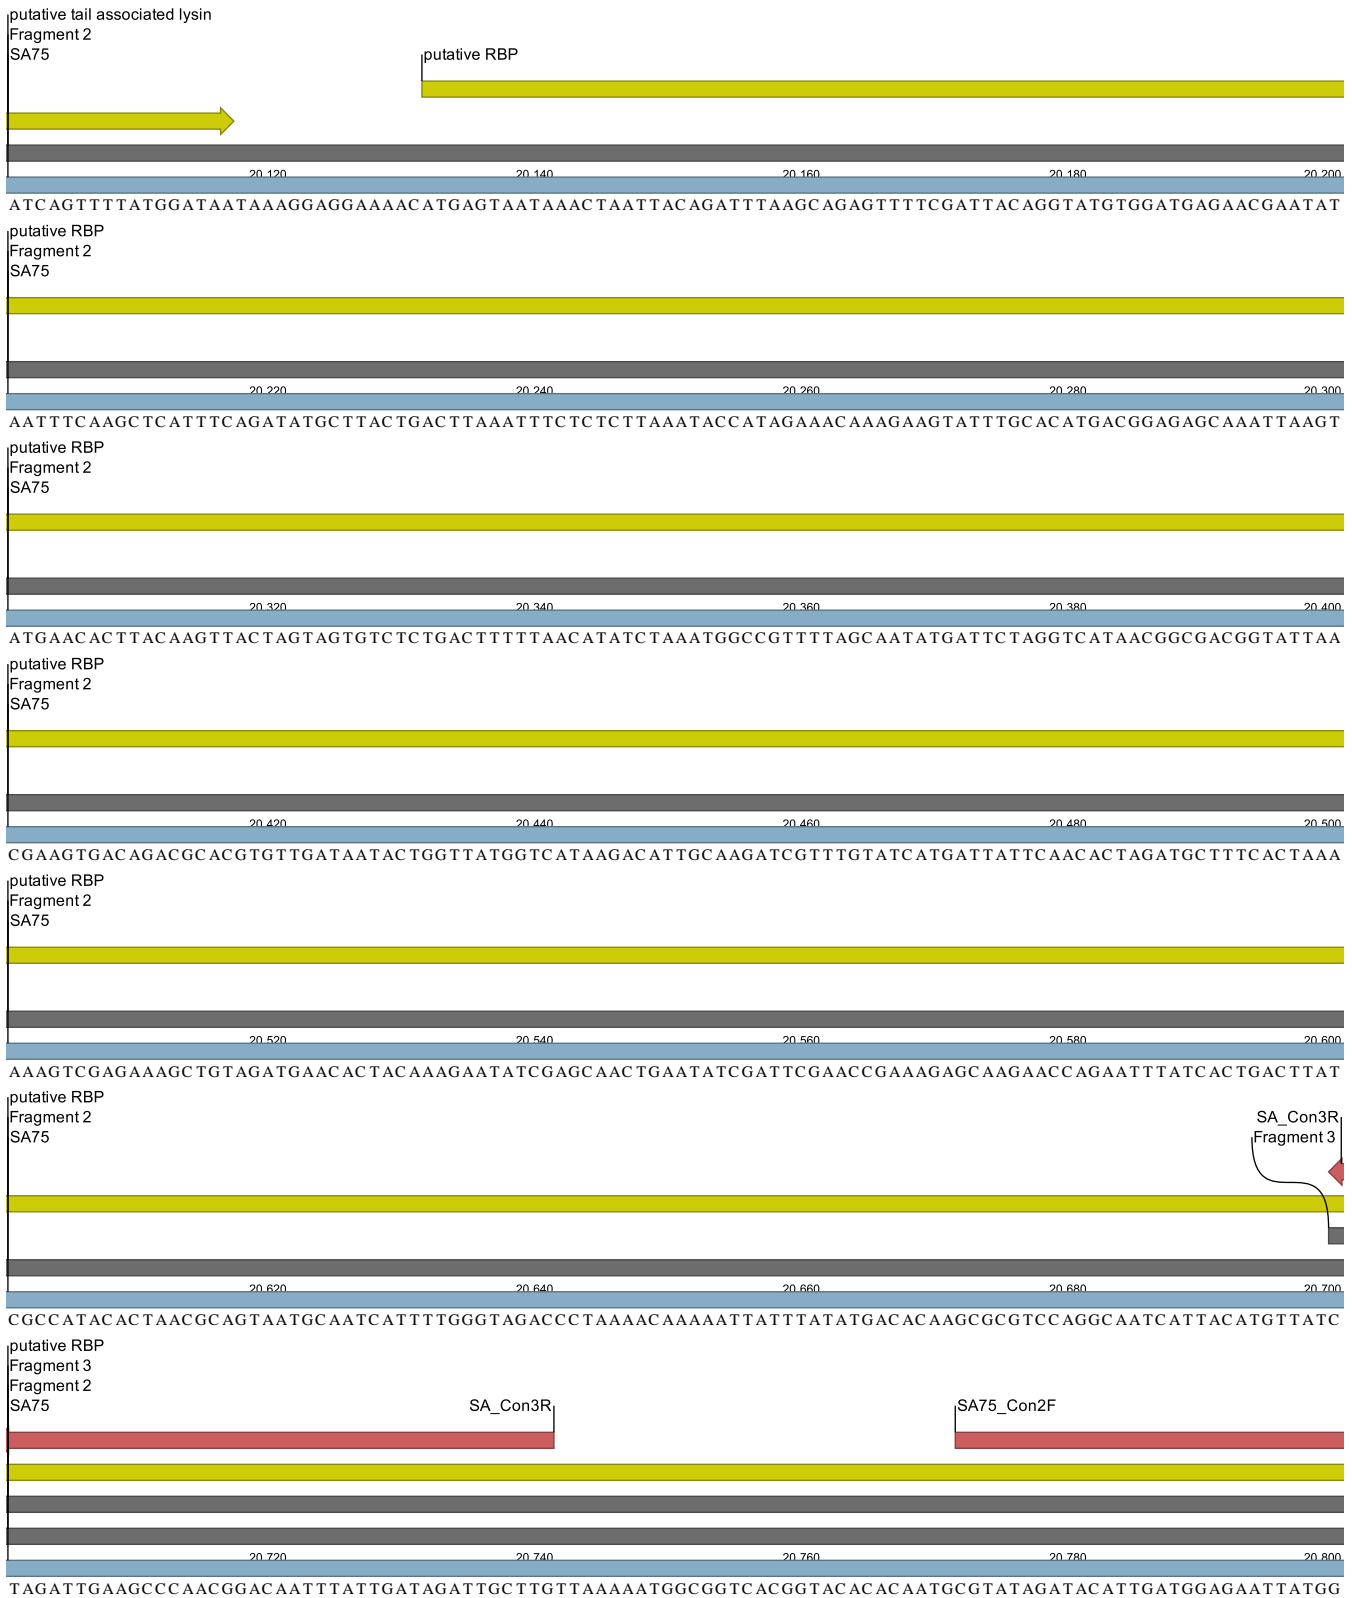 putative tail associated lysin
Fragment 2
SA75
putative RBP
20.120 20.140 20.160 20.180 20.200
ATCAGTTTTATGGATAATAAAGGAGGAAAACATGAGTAATAAACTAATTACAGATTTAAGCAGAGTTTTCGATTACAGGTATGTGGATGAGAACGAATAT
putative RBP
Fragment 2
SA75
20.220 20.240 20.260 20.280 20.300
AATTTCAAGCTCATTTCAGATATGCTTACTGACTTAAATTTCTCTCTTAAATACCATAGAAACAAAGAAGTATTTGCACATGACGGAGAGCAAATTAAGT
putative RBP
Fragment 2
SA75
20.320 20.340 20.360 20.380 20.400
ATGAACACTTACAAGTTACTAGTAGTGTCTCTGACTTTTTAACATATCTAAATGGCCGTTTTAGCAATATGATTCTAGGTCATAACGGCGACGGTATTAA
putative RBP
Fragment 2
SA75
20.420 20.440 20.460 20.480 20.500
CGAAGTGACAGACGCACGTGTTGATAATACTGGTTATGGTCATAAGACATTGCAAGATCGTTTGTATCATGATTATTCAACACTAGATGCTTTCACTAAA
putative RBP
Fragment 2
SA75
20.520 20.540 20.560 20.580 20.600
AAAGTCGAGAAAGCTGTAGATGAACACTACAAAGAATATCGAGCAACTGAATATCGATTCGAACCGAAAGAGCAAGAACCAGAATTTATCACTGACTTAT
putative RBP
Fragment 2
SA75
SA_Con3R
Fragment 3
20.620 20.640 20.660 20.680 20.700
CGCCATACACTAACGCAGTAATGCAATCATTTTGGGTAGACCCTAAAACAAAAATTATTTATATGACACAAGCGCGTCCAGGCAATCATTACATGTTATC
putative RBP
Fragment 3
Fragment 2
SA75
SA_Con3R
SA75_Con2F
20.720 20.740 20.760 20.780 20.800
TAGATTGAAGCCCAACGGACAATTTATTGATAGATTGCTTGTTAAAAATGGCGGTCACGGTACACACAATGCGTATAGATACATTGATGGAGAATTATGG